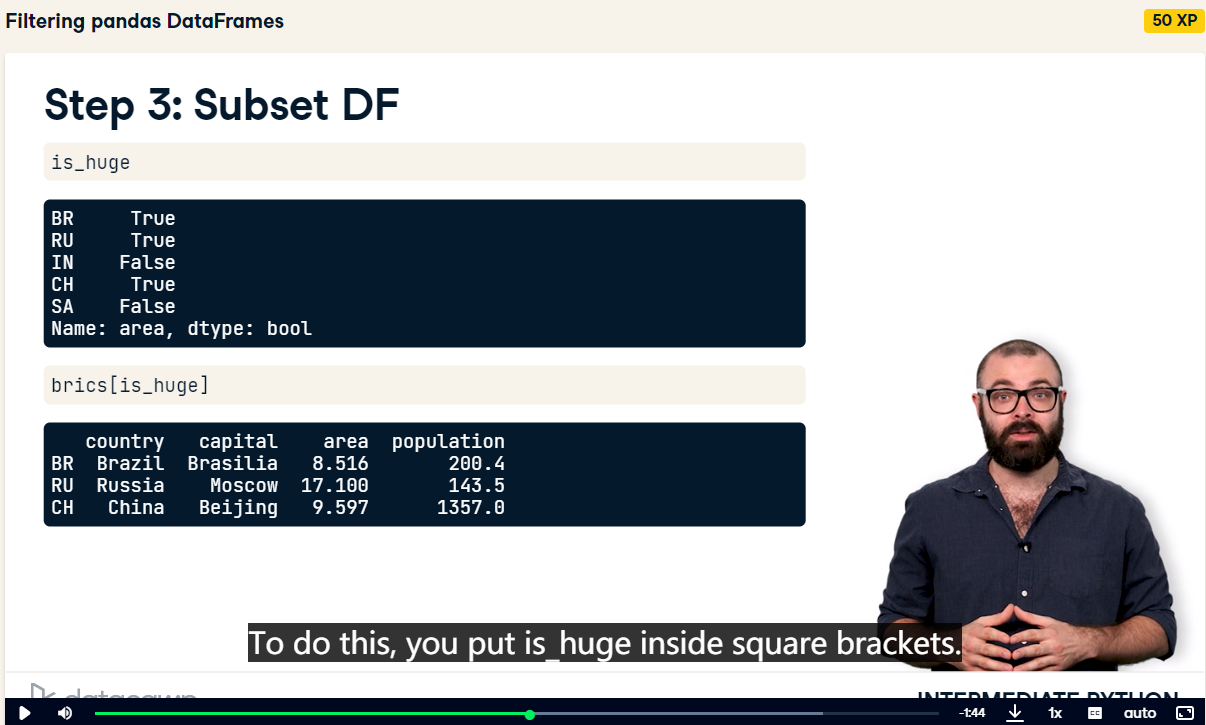 Filtering pandas DataFrames
50 XP
Step 3: Subset DF
is_huge
BR     True
RU     True
IN    False
CH     True
SA    False
Name: area, dtype: bool
brics[is_huge]
   country   capital    area  population
BR  Brazil  Brasilia   8.516       200.4
RU  Russia    Moscow  17.100       143.5
CH   China   Beijing   9.597      1357.0
To do this, you put is_huge inside square brackets.
datacamp
INTERMEDIATE PYTHON
-1:44
1x
CC
auto